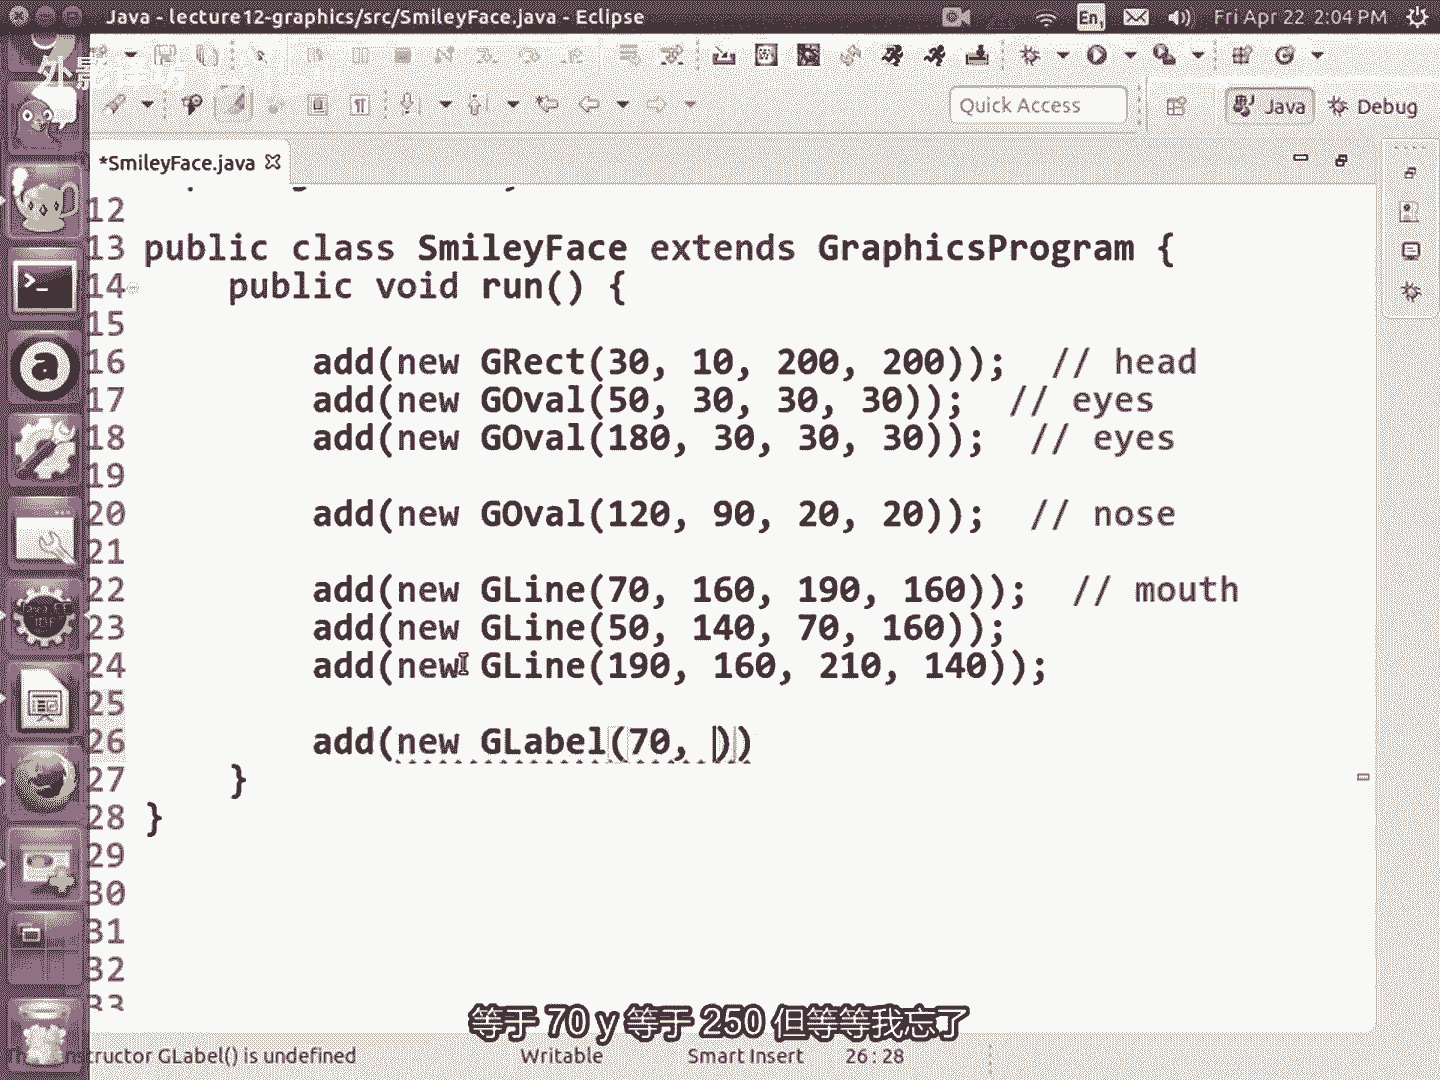 Java - lecture12-graphics/src/SmileyFace.java - Eclipse
En
Fri Apr 22 2:04 PM
Quick Access
Java
Debug
*SmileyFace.java
12
13 public class SmileyFace extends GraphicsProgram {
14 public void run() {
15
16 add(new GRect(30, 10, 200, 200)); // head
17 add(new GOval(50, 30, 30, 30)); // eyes
18 add(new GOval(180, 30, 30, 30)); // eyes
19
20 add(new GOval(120, 90, 20, 20)); // nose
21
22 add(new GLine(70, 160, 190, 160)); // mouth
23 add(new GLine(50, 140, 70, 160));
24 add(new GLine(190, 160, 210, 140));
25
26 add(new GLabel(70, ))
27 }
28 }
29
30
31
32
33
等于 70 y 等于 250 但等等我忘了
GLabel() is undefined
Writable
Smart Insert
26 : 28